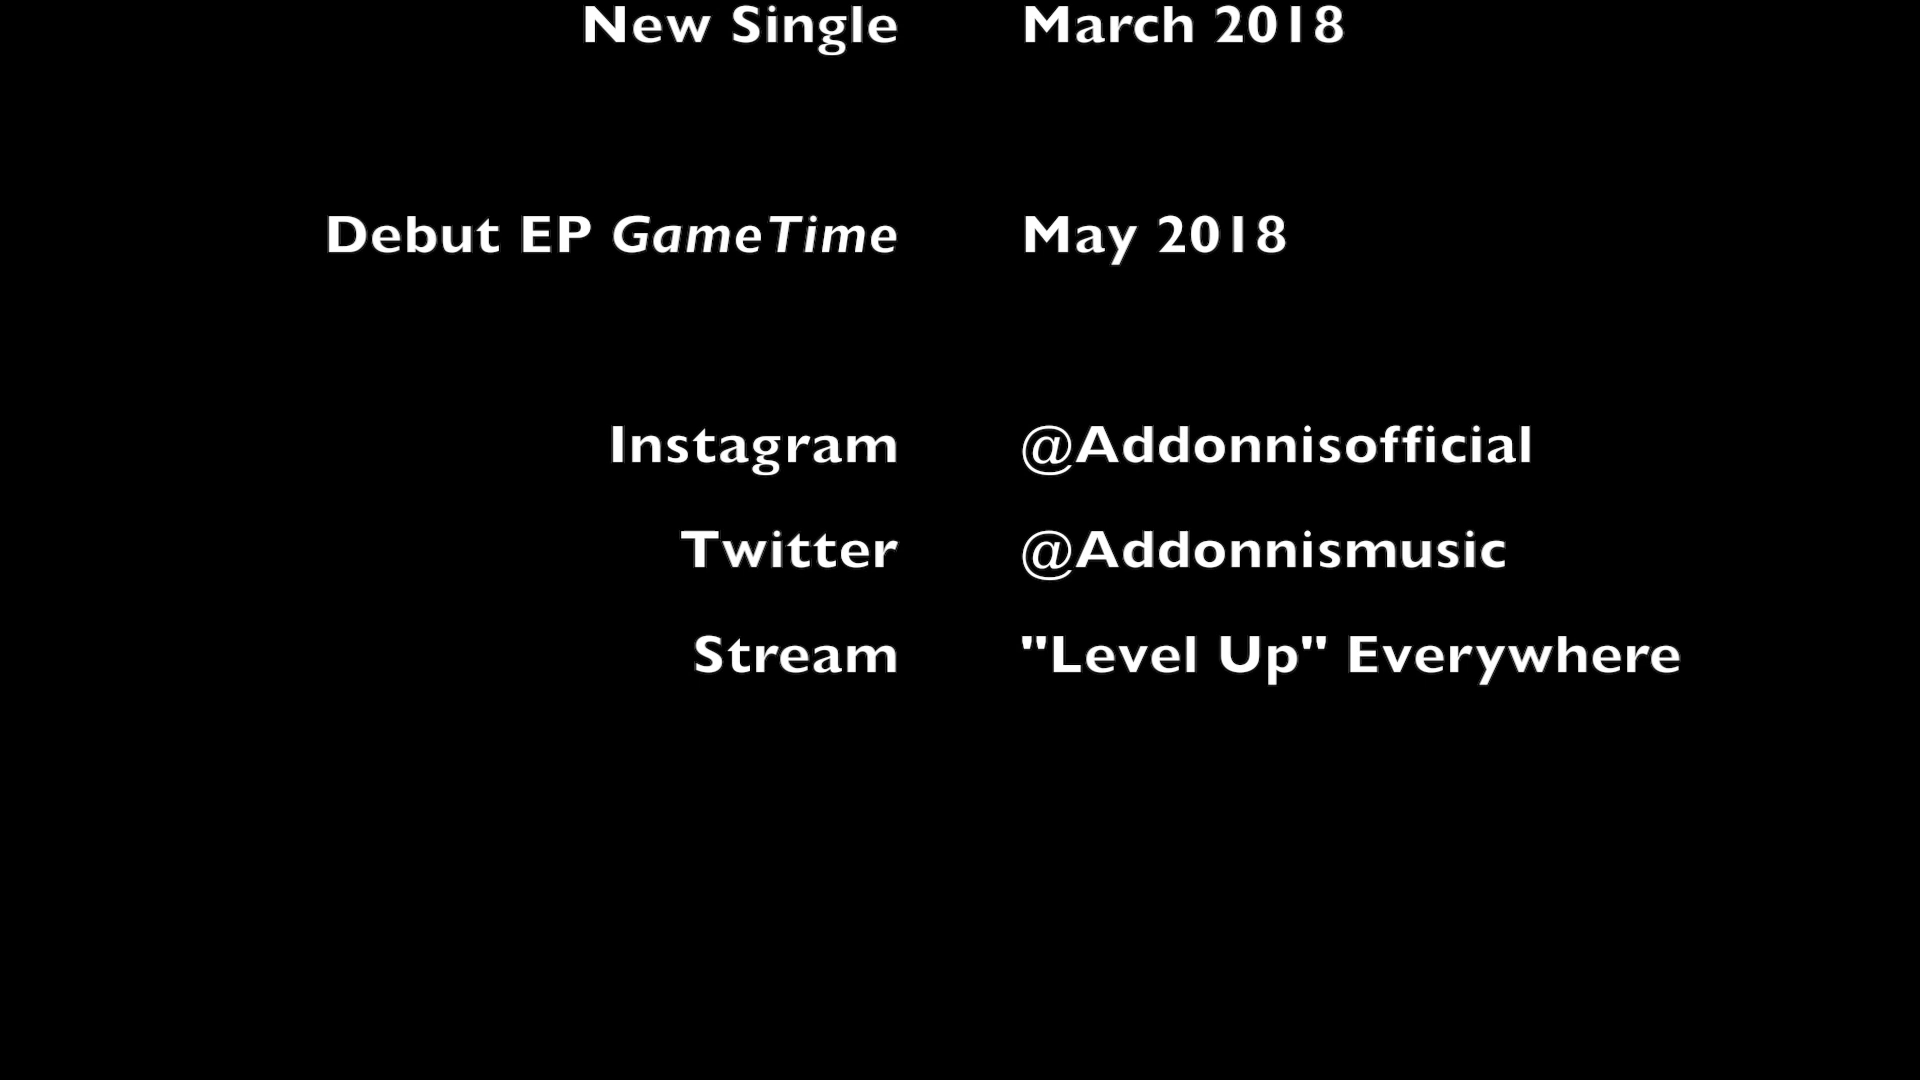 New Single March 2018
Debut EP GameTime May 2018
Instagram @Addonnisofficial
Twitter @Addonnismusic
Stream "Level Up" Everywhere